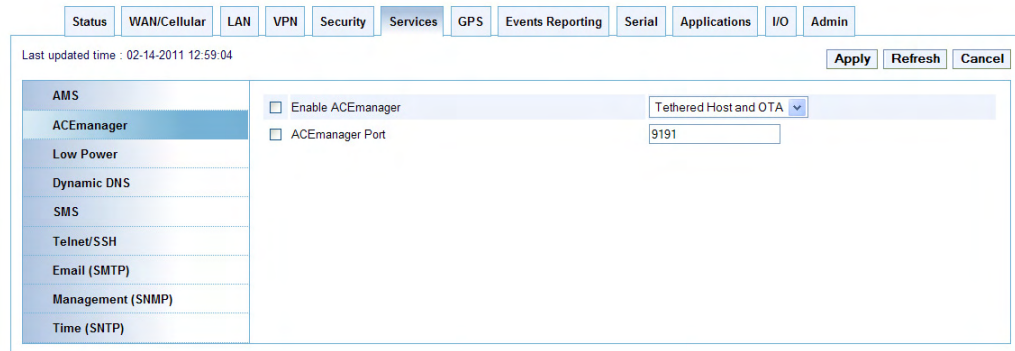 Status WAN/Cellular LAN VPN Security Services GPS Events Reporting Serial Applications I/O Admin
Last updated time : 02-14-2011 12:59:04
Apply Refresh Cancel
AMS
ACEmanager
Low Power
Dynamic DNS
SMS
Telnet/SSH
Email (SMTP)
Management (SNMP)
Time (SNTP)
Enable ACEmanager Tethered Host and OTA
ACEmanager Port 9191